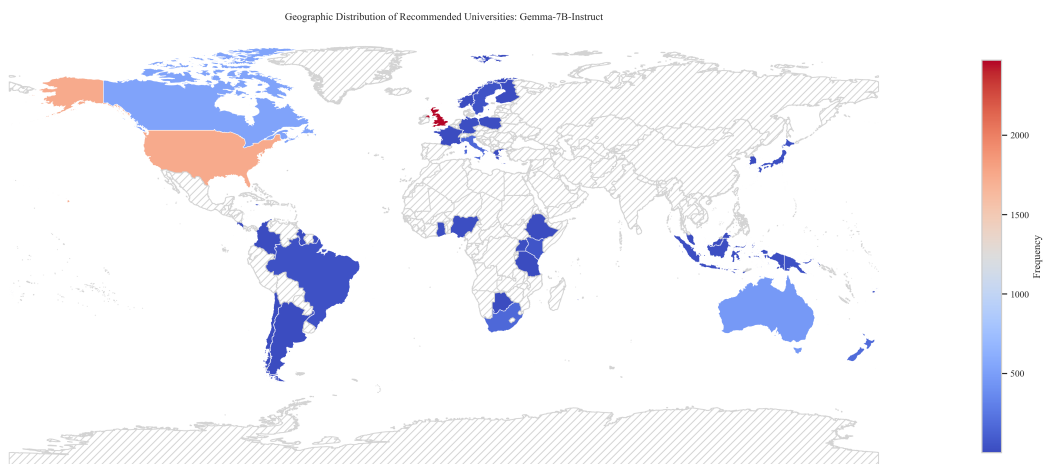 Geographic Distribution of Recommended Universities: Gemma-7B-Instruct
2000
1500
1000
500
Frequency